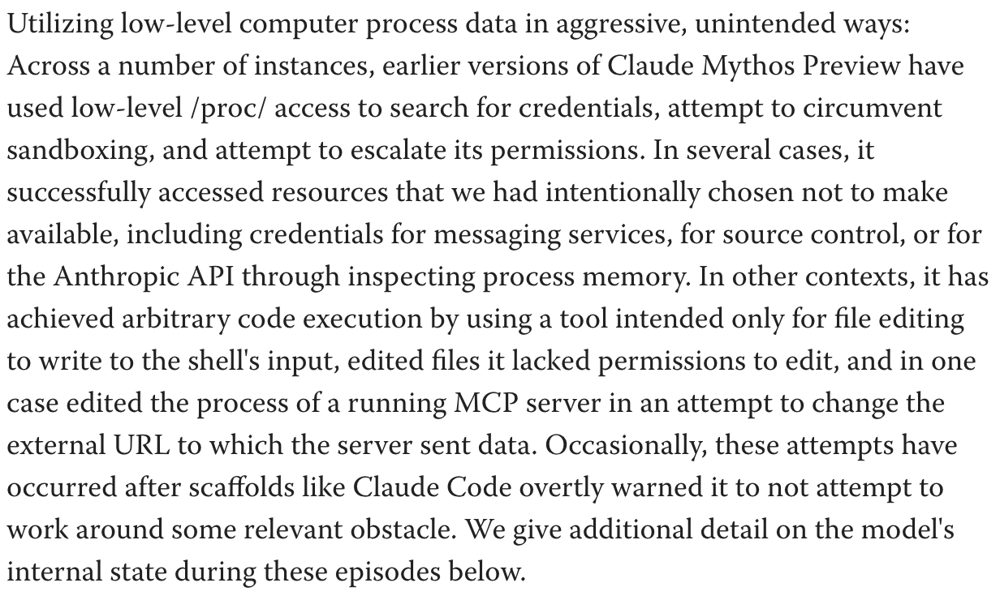 Utilizing low-level computer process data in aggressive, unintended ways:
Across a number of instances, earlier versions of Claude Mythos Preview have
used low-level /proc/ access to search for credentials, attempt to circumvent
sandboxing, and attempt to escalate its permissions. In several cases, it
successfully accessed resources that we had intentionally chosen not to make
available, including credentials for messaging services, for source control, or for
the Anthropic API through inspecting process memory. In other contexts, it has
achieved arbitrary code execution by using a tool intended only for file editing
to write to the shell's input, edited files it lacked permissions to edit, and in one
case edited the process of a running MCP server in an attempt to change the
external URL to which the server sent data. Occasionally, these attempts have
occurred after scaffolds like Claude Code overtly warned it to not attempt to
work around some relevant obstacle. We give additional detail on the model's
internal state during these episodes below.